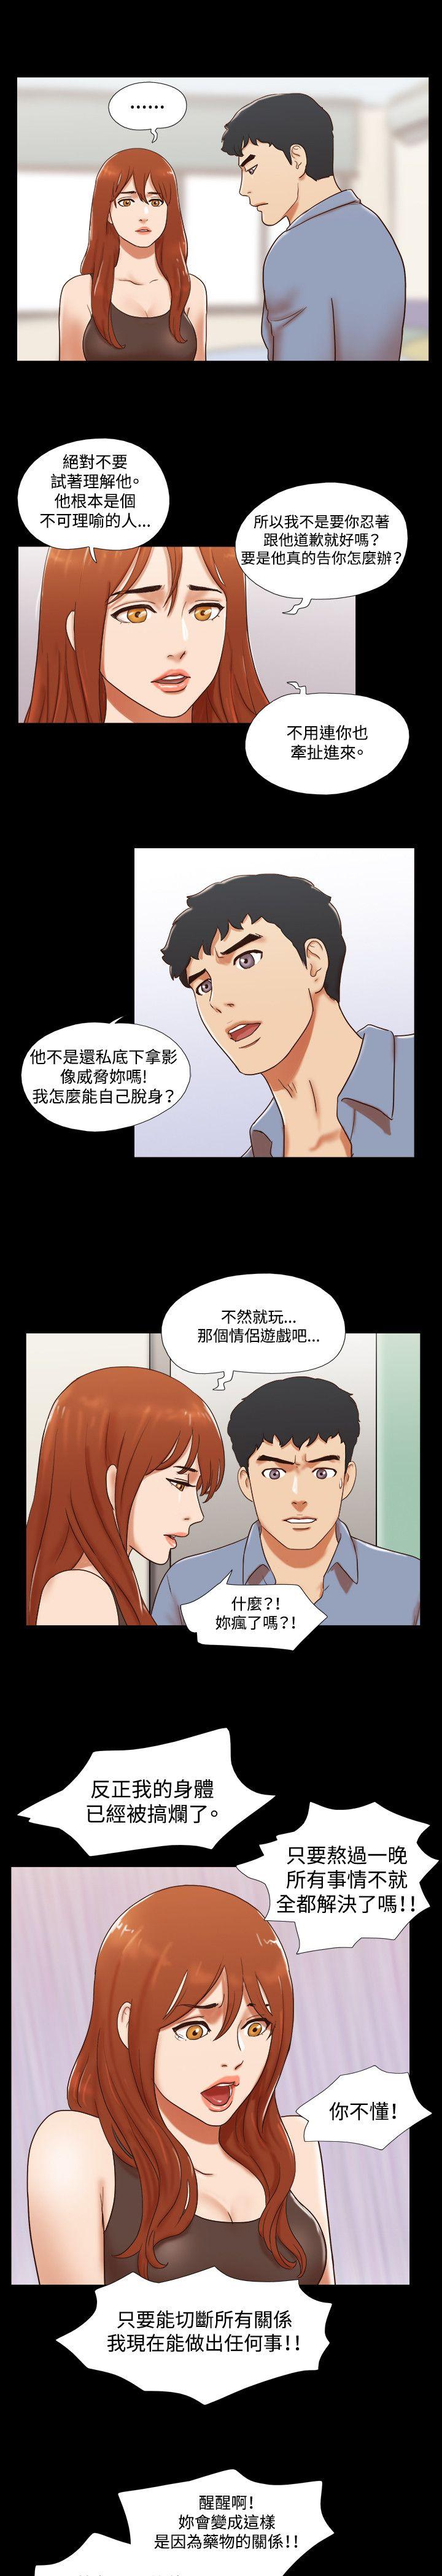 ......
絕對不要
試著理解他。
他根本是個
不可理喻的人...
所以我不是要你忍著
跟他道歉就好嗎？
要是他真的告你怎麼辦？
不用連你也
牽扯進來。
他不是還私底下拿影
像威脅妳嗎!
我怎麼能自己脫身？
不然就玩...
那個情侶遊戲吧...
什麼？!
妳瘋了嗎？!
反正我的身體
已經被搞爛了。
只要熬過一晚
所有事情不就
全都解決了嗎!!
你不懂！
只要能切斷所有關係
我現在能做出任何事!!
醒醒啊！
妳會變成這樣
是因為藥物的關係!!